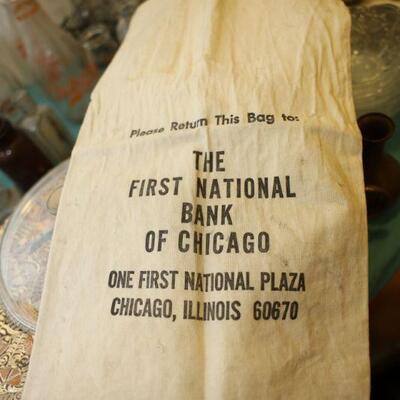 Please Return This Bag to:
THE
FIRST NATIONAL
BANK
OF CHICAGO
ONE FIRST NATIONAL PLAZA
CHICAGO, ILLINOIS 60670